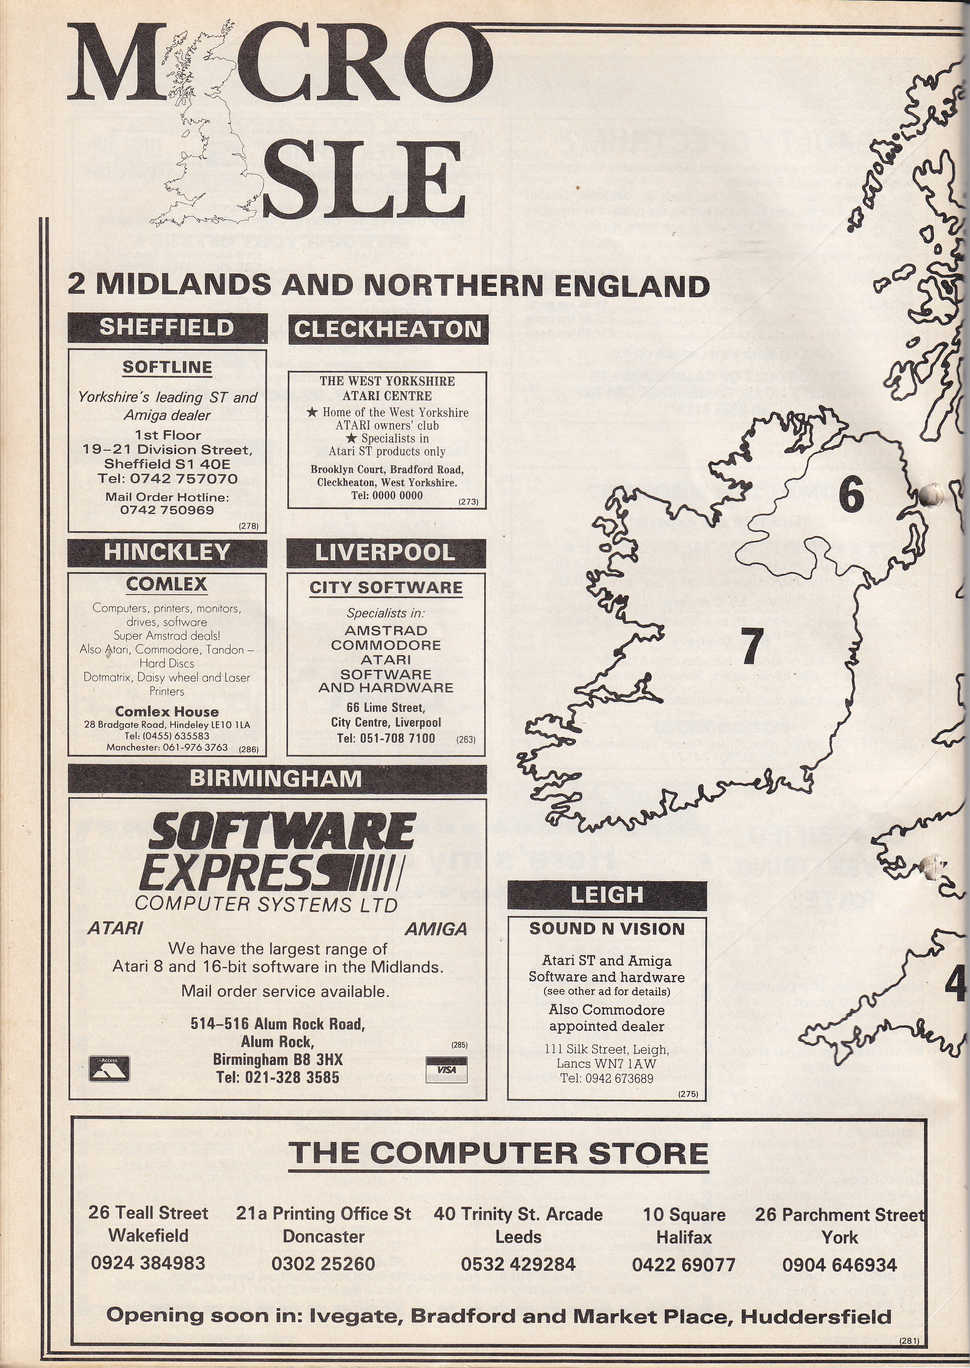 MICRO
ISLE
2 MIDLANDS AND NORTHERN ENGLAND
SHEFFIELD
SOFTLINE
Yorkshire's leading ST and
Amiga dealer
1st Floor
19–21 Division Street,
Sheffield S1 4OE
Tel: 0742 757070
Mail Order Hotline:
0742 750969
(278)
CLECKHEATON
THE WEST YORKSHIRE
ATARI CENTRE
★ Home of the West Yorkshire
ATARI owners' club
★ Specialists in
Atari ST products only
Brooklyn Court, Bradford Road,
Cleckheaton, West Yorkshire.
Tel: 0000 0000
(273)
HINCKLEY
COMLEX
Computers, printers, monitors,
drives, software
Super Amstrad deals!
Also Atari, Commodore, Tandon –
Hard Discs
Dotmatrix, Daisy wheel and Laser
Printers
Comlex House
28 Bradgate Road, Hindeley LE10 1LA
Tel: (0455) 635583
Manchester: 061-976 3763 (286)
LIVERPOOL
CITY SOFTWARE
Specialists in:
AMSTRAD
COMMODORE
ATARI
SOFTWARE
AND HARDWARE
66 Lime Street,
City Centre, Liverpool
Tel: 051-708 7100 (263)
BIRMINGHAM
SOFTWARE
EXPRESS
COMPUTER SYSTEMS LTD
ATARI AMIGA
We have the largest range of
Atari 8 and 16-bit software in the Midlands.
Mail order service available.
514–516 Alum Rock Road,
Alum Rock,
Birmingham B8 3HX
Tel: 021-328 3585
(285)
Access
VISA
LEIGH
SOUND N VISION
Atari ST and Amiga
Software and hardware
(see other ad for details)
Also Commodore
appointed dealer
111 Silk Street, Leigh,
Lancs WN7 1AW
Tel: 0942 673689
(275)
6
7
4
THE COMPUTER STORE
26 Teall Street
Wakefield
0924 384983
21a Printing Office St
Doncaster
0302 25260
40 Trinity St. Arcade
Leeds
0532 429284
10 Square
Halifax
0422 69077
26 Parchment Street
York
0904 646934
Opening soon in: Ivegate, Bradford and Market Place, Huddersfield
(281)